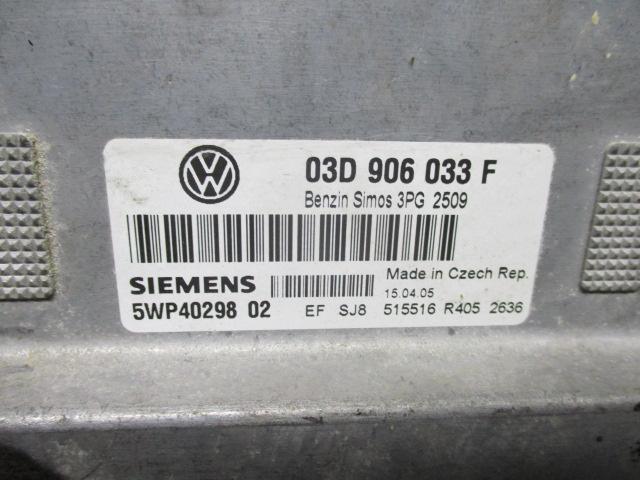 03D 906 033 F
Benzin Simos 3PG 2509
SIEMENS
Made in Czech Rep.
15.04.05
5WP40298 02
EF SJ8 515516 R405 2636